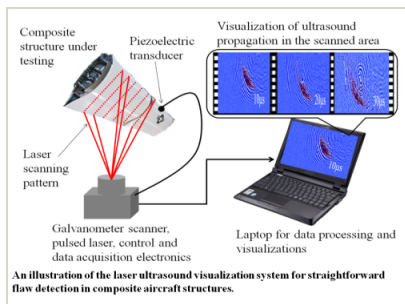 Visualization of ultrasound
propagation in the scanned area
Composite
structure under
testing
Piezoelectric
transducer
10µs
20µs
30µs
Laser
scanning
pattern
10µs
Galvanometer scanner,
pulsed laser, control and
data acquisition electronics
Laptop for data processing and
visualizations
An illustration of the laser ultrasound visualization system for straightforward
flaw detection in composite aircraft structures.